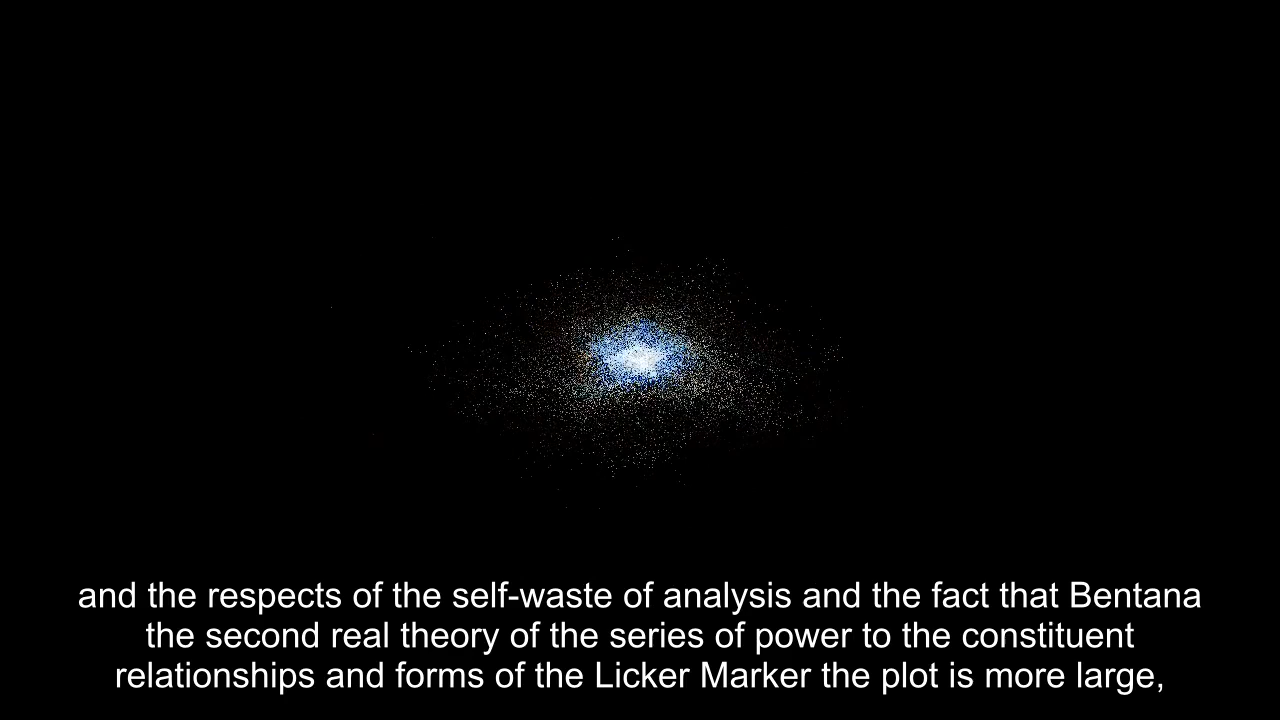 and the respects of the self-waste of analysis and the fact that Bentana
the second real theory of the series of power to the constituent
relationships and forms of the Licker Marker the plot is more large,